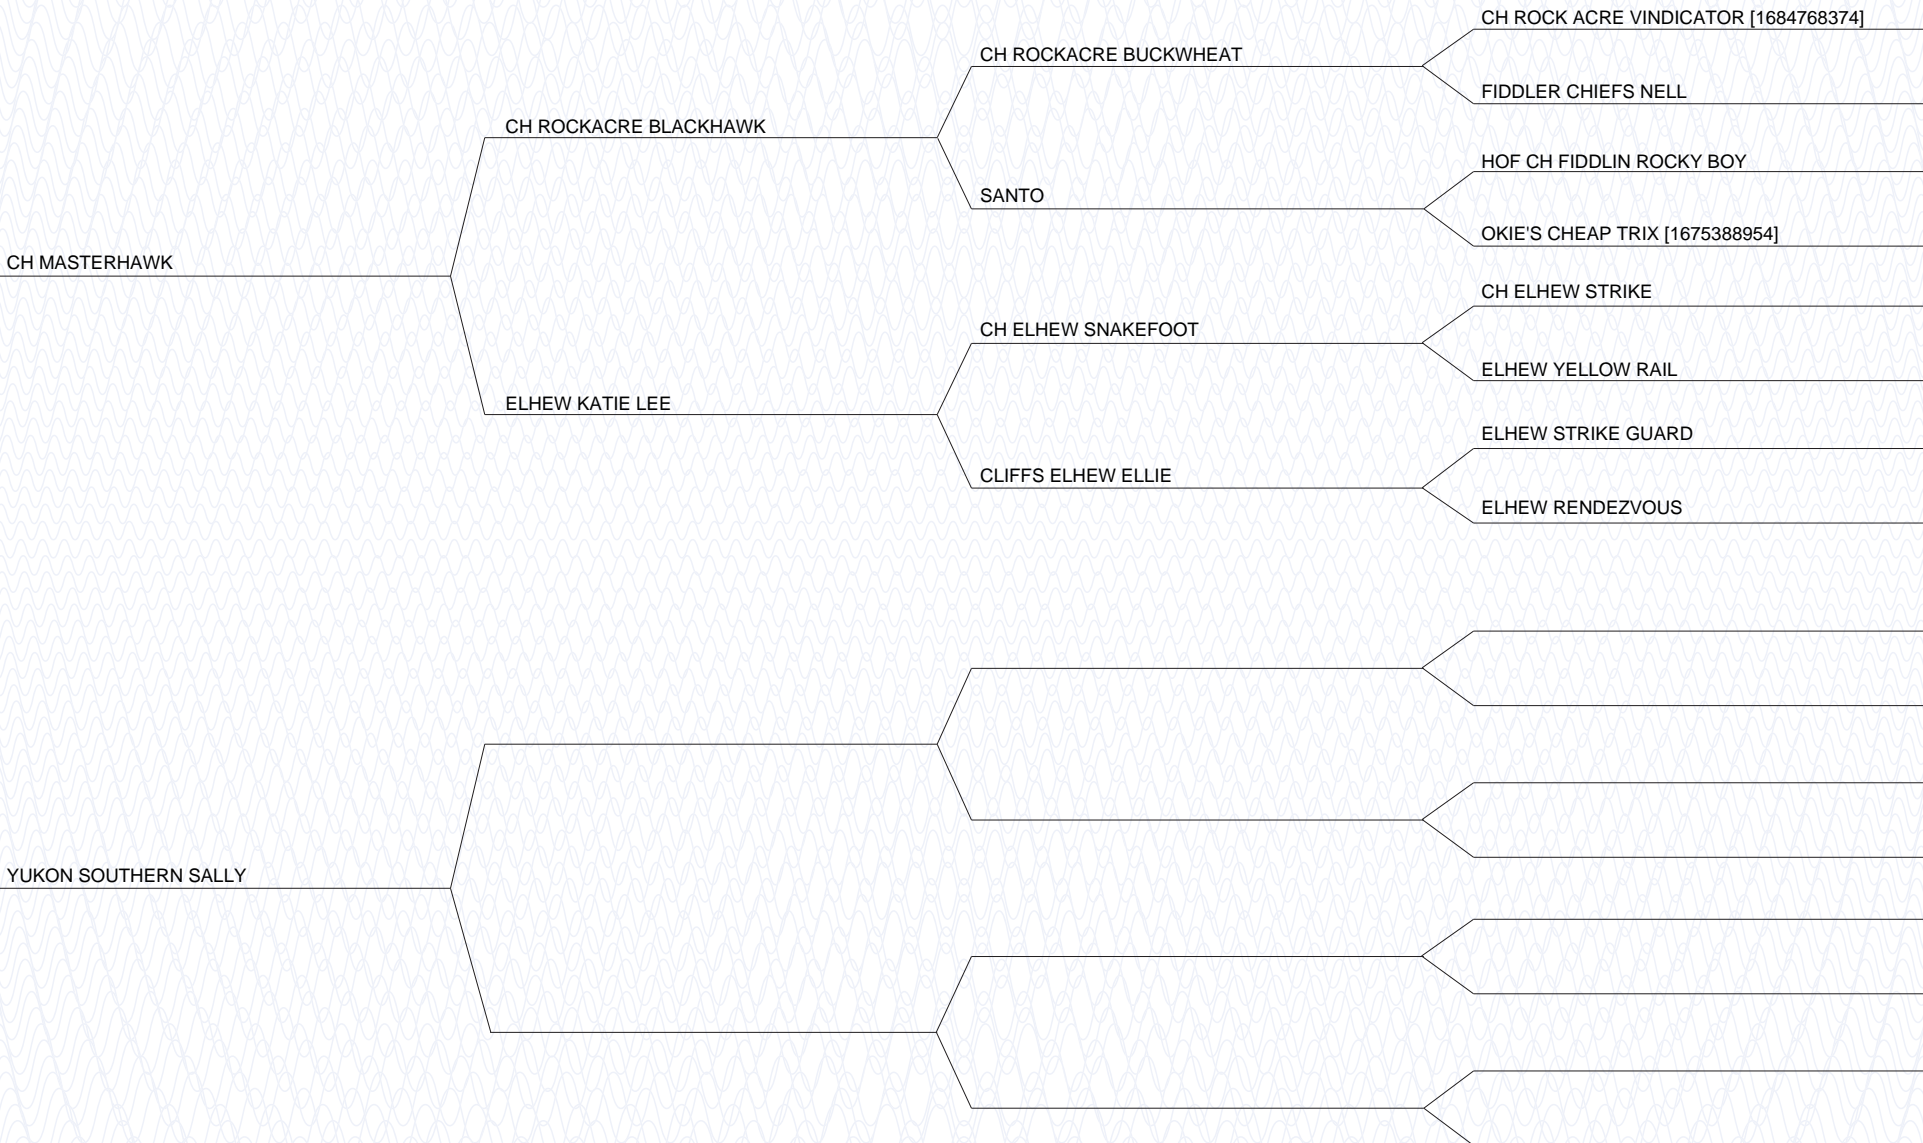 CH ROCK ACRE VINDICATOR [1684768374]
CH ROCKACRE BUCKWHEAT
FIDDLER CHIEFS NELL
CH ROCKACRE BLACKHAWK
HOF CH FIDDLIN ROCKY BOY
SANTO
OKIE'S CHEAP TRIX [1675388954]
CH MASTERHAWK
CH ELHEW STRIKE
CH ELHEW SNAKEFOOT
ELHEW YELLOW RAIL
ELHEW KATIE LEE
ELHEW STRIKE GUARD
CLIFFS ELHEW ELLIE
ELHEW RENDEZVOUS
YUKON SOUTHERN SALLY